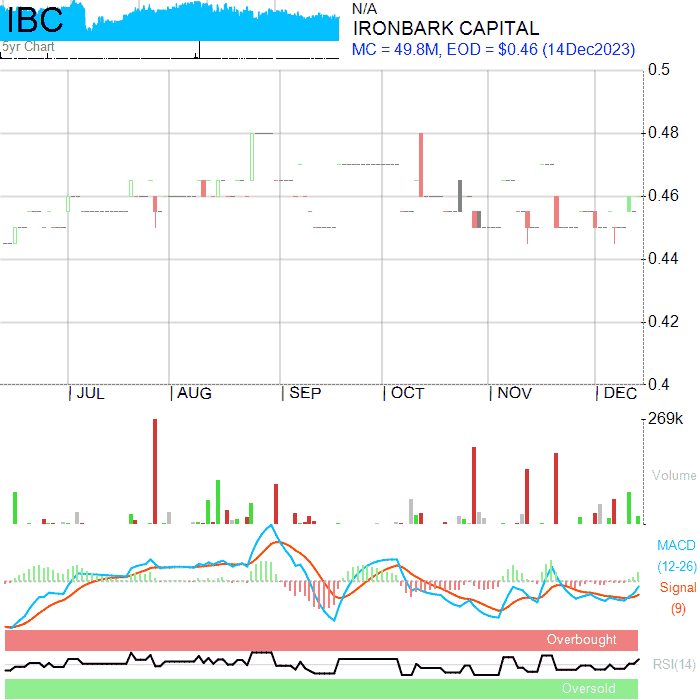 IBC
5yr Chart
N/A
IRONBARK CAPITAL
MC = 49.8M, EOD = $0.46 (14Dec2023)
0.5
0.48
0.46
0.44
0.42
0.4
JUL AUG SEP OCT NOV DEC
269k
Volume
MACD
(12-26)
Signal
(9)
Overbought
RSI(14)
Oversold